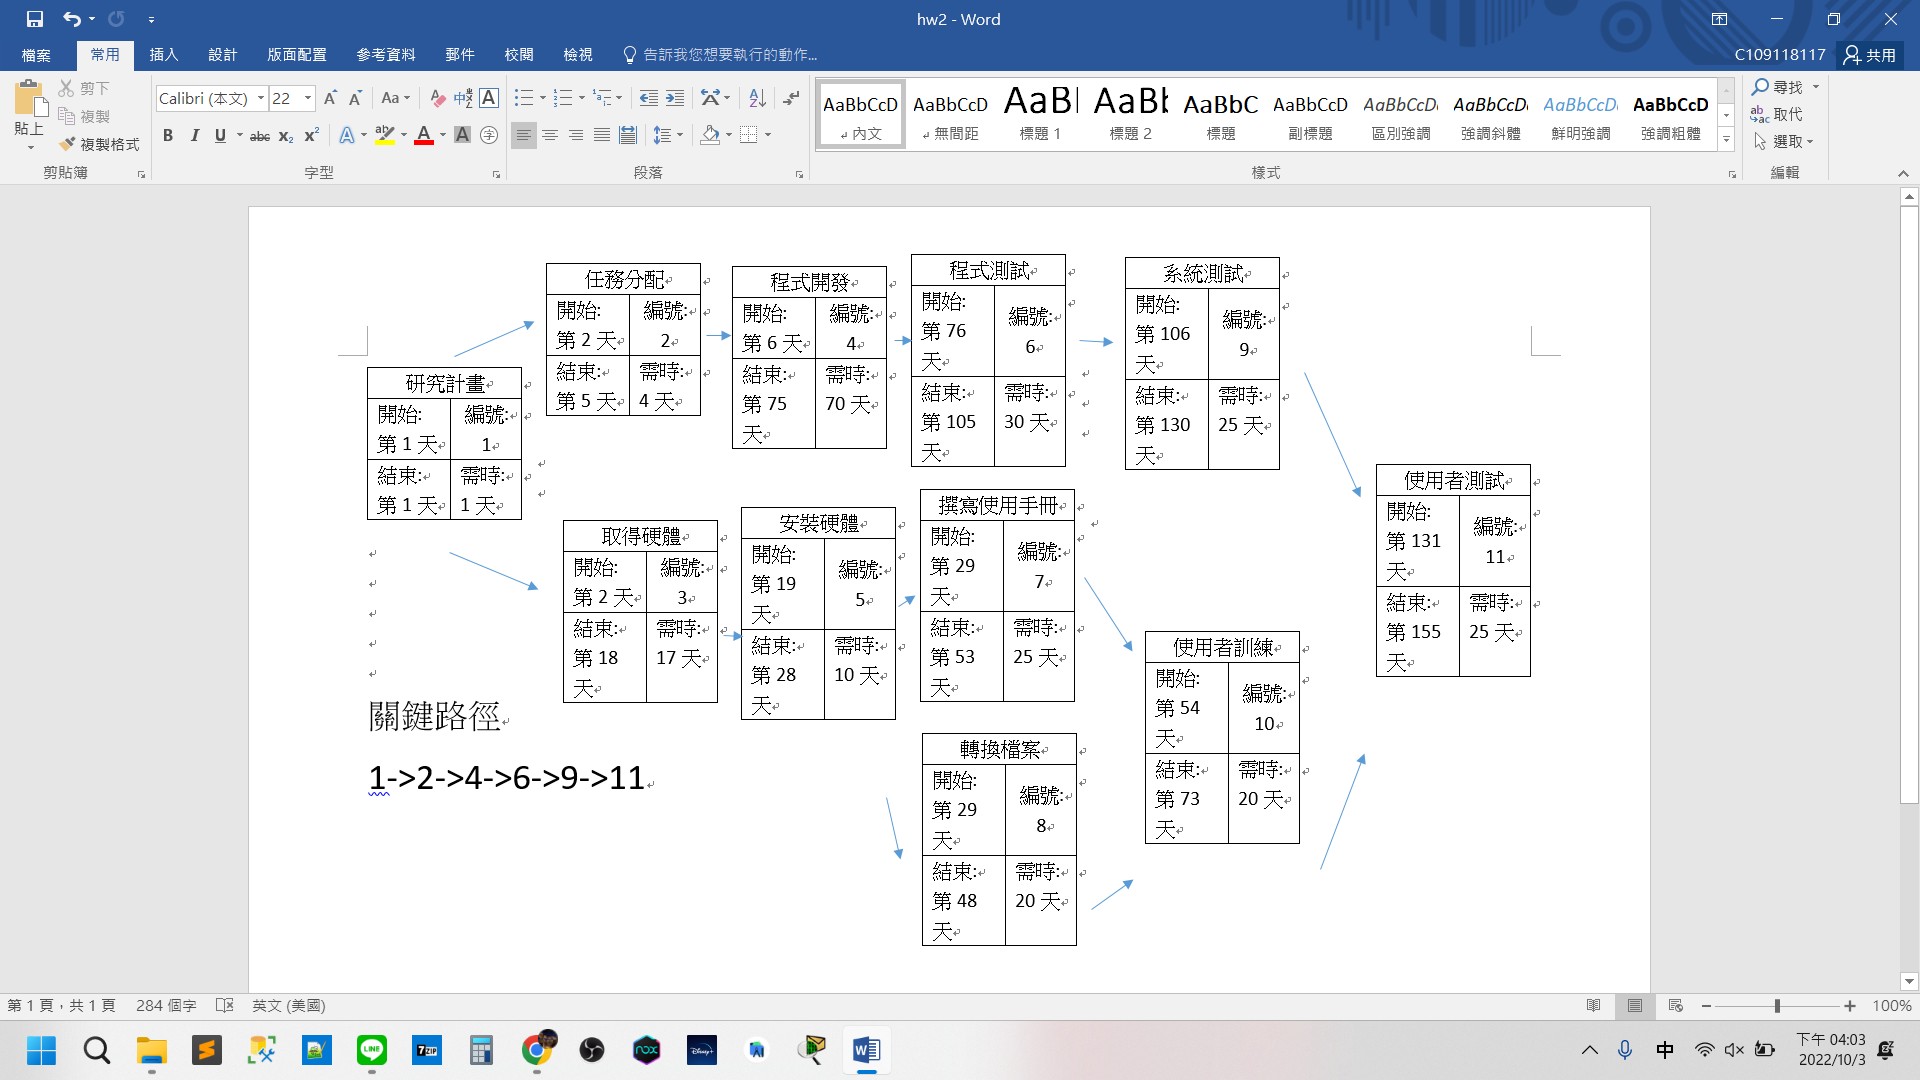 hw2 - Word
檔案 常用 插入 設計 版面配置 參考資料 郵件 校閱 檢視 告訴我您想要執行的動作...
C109118117 共用
貼上
剪下
複製
複製格式
剪貼簿
Calibri (本文) 22
字型
段落
AaBbCcD 內文
AaBbCcD 無間距
AaBl 標題 1
AaBb 標題 2
AaBbC 標題
AaBbCcD 副標題
AaBbCcD 區別強調
AaBbCcD 強調斜體
AaBbCcD 鮮明強調
AaBbCcD 強調粗體
樣式
尋找
取代
選取
編輯
研究計畫
開始:
第 1 天
編號:
1
結束:
第 1 天
需時:
1 天
任務分配
開始:
第 2 天
編號:
2
結束:
第 5 天
需時:
4 天
程式開發
開始:
第 6 天
編號:
4
結束:
第 75
天
需時:
70 天
程式測試
開始:
第 76
天
編號:
6
結束:
第 105
天
需時:
30 天
系統測試
開始:
第 106
天
編號:
9
結束:
第 130
天
需時:
25 天
取得硬體
開始:
第 2 天
編號:
3
結束:
第 18
天
需時:
17 天
安裝硬體
開始:
第 19
天
編號:
5
結束:
第 28
天
需時:
10 天
撰寫使用手冊
開始:
第 29
天
編號:
7
結束:
第 53
天
需時:
25 天
使用者測試
開始:
第 131
天
編號:
11
結束:
第 155
天
需時:
25 天
使用者訓練
開始:
第 54
天
編號:
10
結束:
第 73
天
需時:
20 天
轉換檔案
開始:
第 29
天
編號:
8
結束:
第 48
天
需時:
20 天
關鍵路徑
1->2->4->6->9->11
第 1 頁，共 1 頁 284 個字 英文 (美國)
100%
中
下午 04:03
2022/10/3